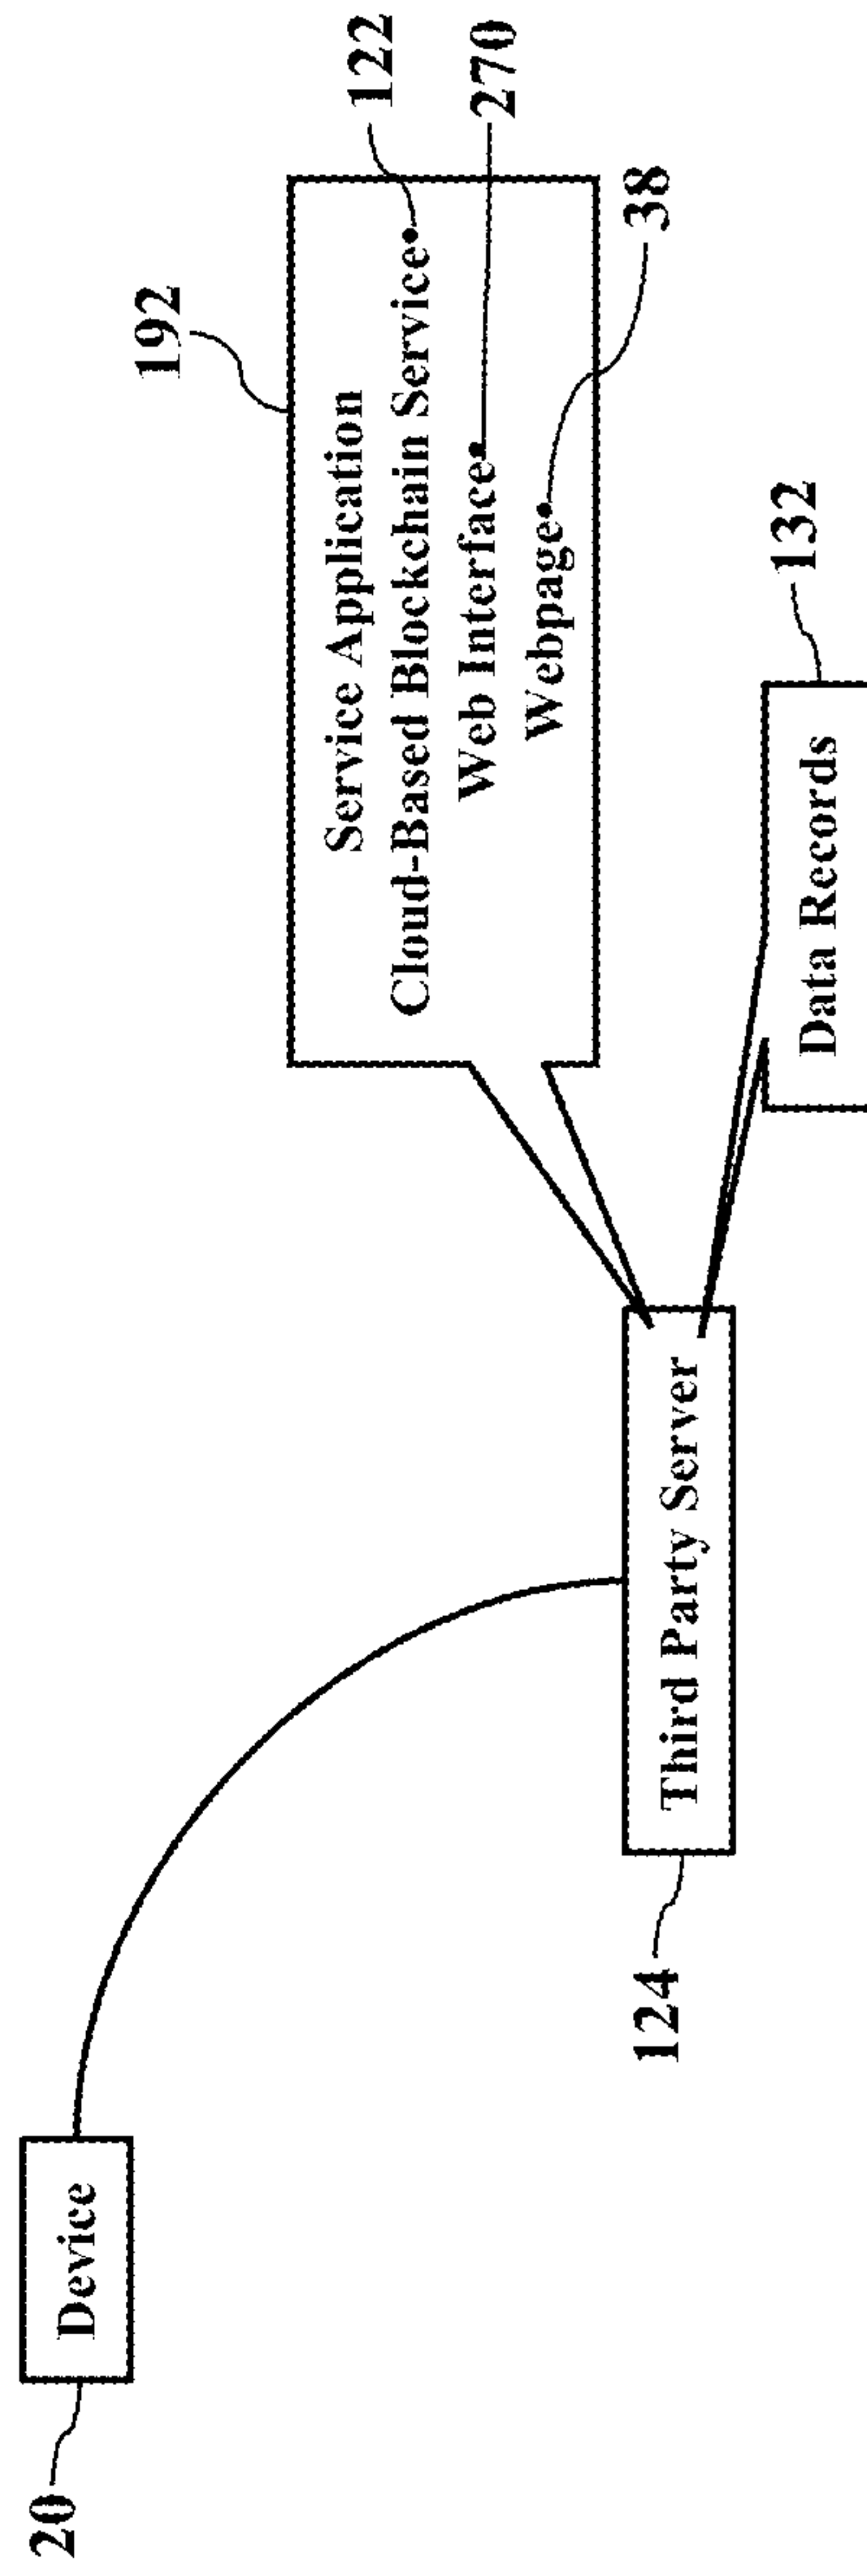 20
Device
124
Third Party Server
192
Service Application
Cloud-Based Blockchain Service
122
Web Interface
270
Webpage
38
Data Records
132